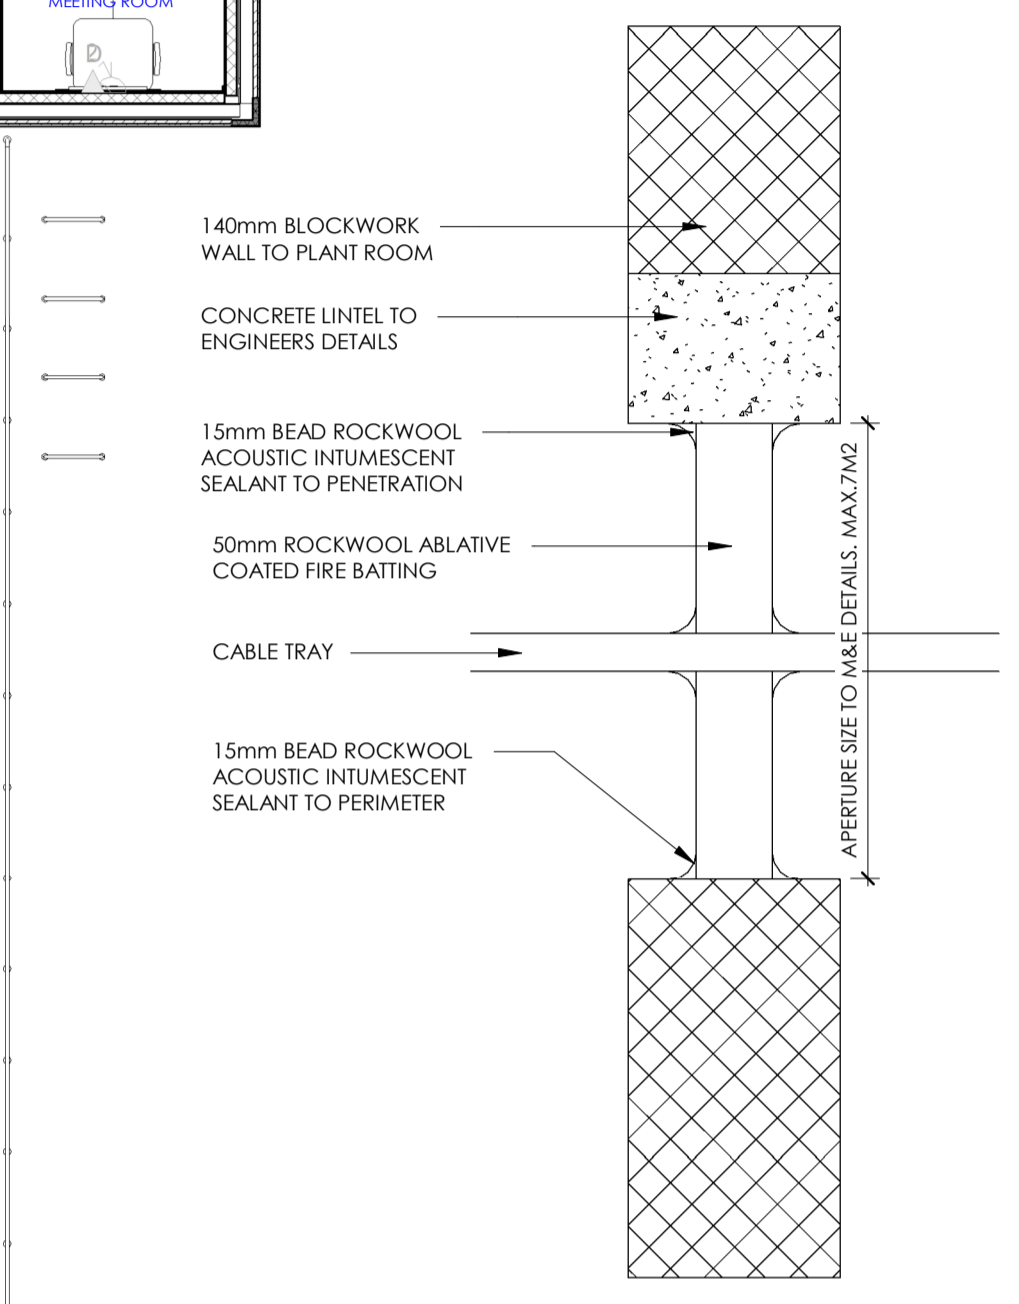 MEETING ROOM
D
140mm BLOCKWORK
WALL TO PLANT ROOM
CONCRETE LINTEL TO
ENGINEERS DETAILS
15mm BEAD ROCKWOOL
ACOUSTIC INTUMESCENT
SEALANT TO PENETRATION
50mm ROCKWOOL ABLATIVE
COATED FIRE BATTING
CABLE TRAY
15mm BEAD ROCKWOOL
ACOUSTIC INTUMESCENT
SEALANT TO PERIMETER
APERTURE SIZE TO M&E DETAILS. MAX.7M2